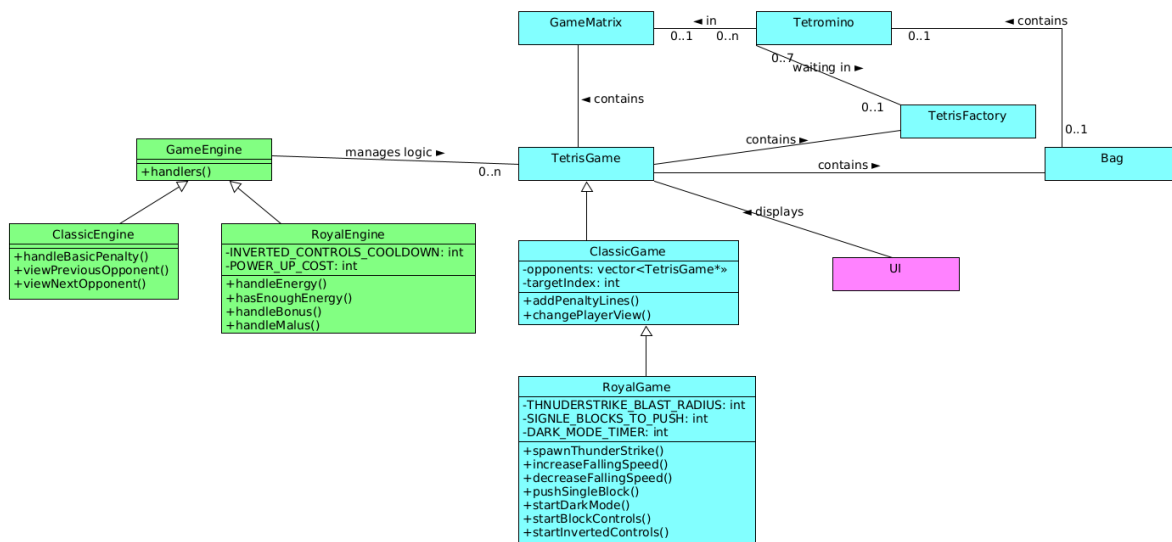 GameMatrix
◄ in
0..1
0..n
Tetromino
◄ contains
0..1
0..7
waiting in ►
0..1
TetrisFactory
◄ contains
contains ►
0..1
GameEngine
+handlers()
manages logic ►
0..n
TetrisGame
contains ►
Bag
◄ displays
UI
ClassicEngine
+handleBasicPenalty()
+viewPreviousOpponent()
+viewNextOpponent()
RoyalEngine
-INVERTED_CONTROLS_COOLDOWN: int
-POWER_UP_COST: int
+handleEnergy()
+hasEnoughEnergy()
+handleBonus()
+handleMalus()
ClassicGame
-opponents: vector<TetrisGame*»
-targetIndex: int
+addPenaltyLines()
+changePlayerView()
RoyalGame
-THNUDERSTRIKE_BLAST_RADIUS: int
-SIGNLE_BLOCKS_TO_PUSH: int
-DARK_MODE_TIMER: int
+spawnThunderStrike()
+increaseFallingSpeed()
+decreaseFallingSpeed()
+pushSingleBlock()
+startDarkMode()
+startBlockControls()
+startInvertedControls()